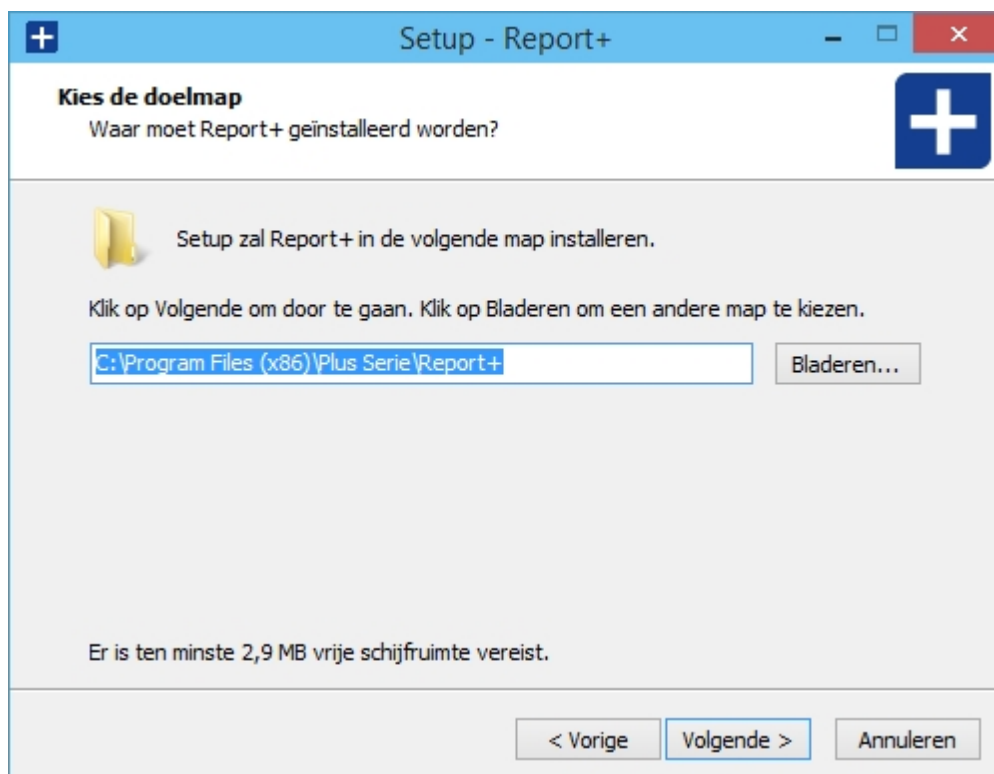 Setup - Report+
Kies de doelmap
Waar moet Report+ geïnstalleerd worden?
Setup zal Report+ in de volgende map installeren.
Klik op Volgende om door te gaan. Klik op Bladeren om een andere map te kiezen.
C:\Program Files (x86)\Plus Serie\Report+
Bladeren...
Er is ten minste 2,9 MB vrije schijfruimte vereist.
< Vorige
Volgende >
Annuleren